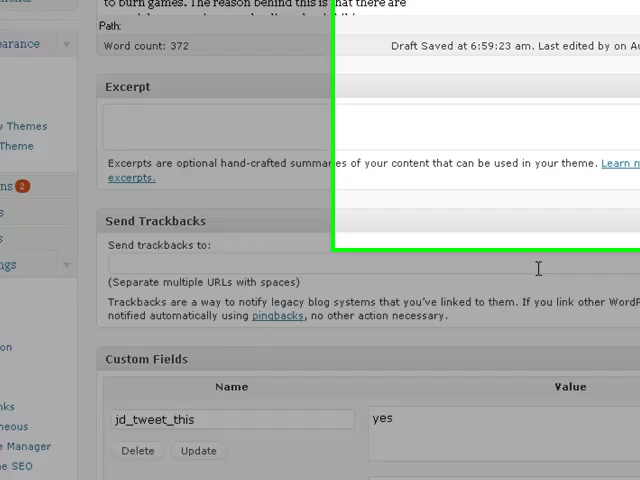 to burn games. The reason behind this is that there are
Path:
Word count: 372
Draft Saved at 6:59:23 am. Last edited by on Au
earance
Excerpt
w Themes
Theme
Excerpts are optional hand-crafted summaries of your content that can be used in your theme. Learn m
excerpts.
ns 2
s
Send Trackbacks
s
Send trackbacks to:
ngs
(Separate multiple URLs with spaces)
Trackbacks are a way to notify legacy blog systems that you've linked to them. If you link other WordP
notified automatically using pingbacks, no other action necessary.
on
Custom Fields
Name
Value
nks
jd_tweet_this
yes
neous
e Manager
Delete
Update
ne SEO